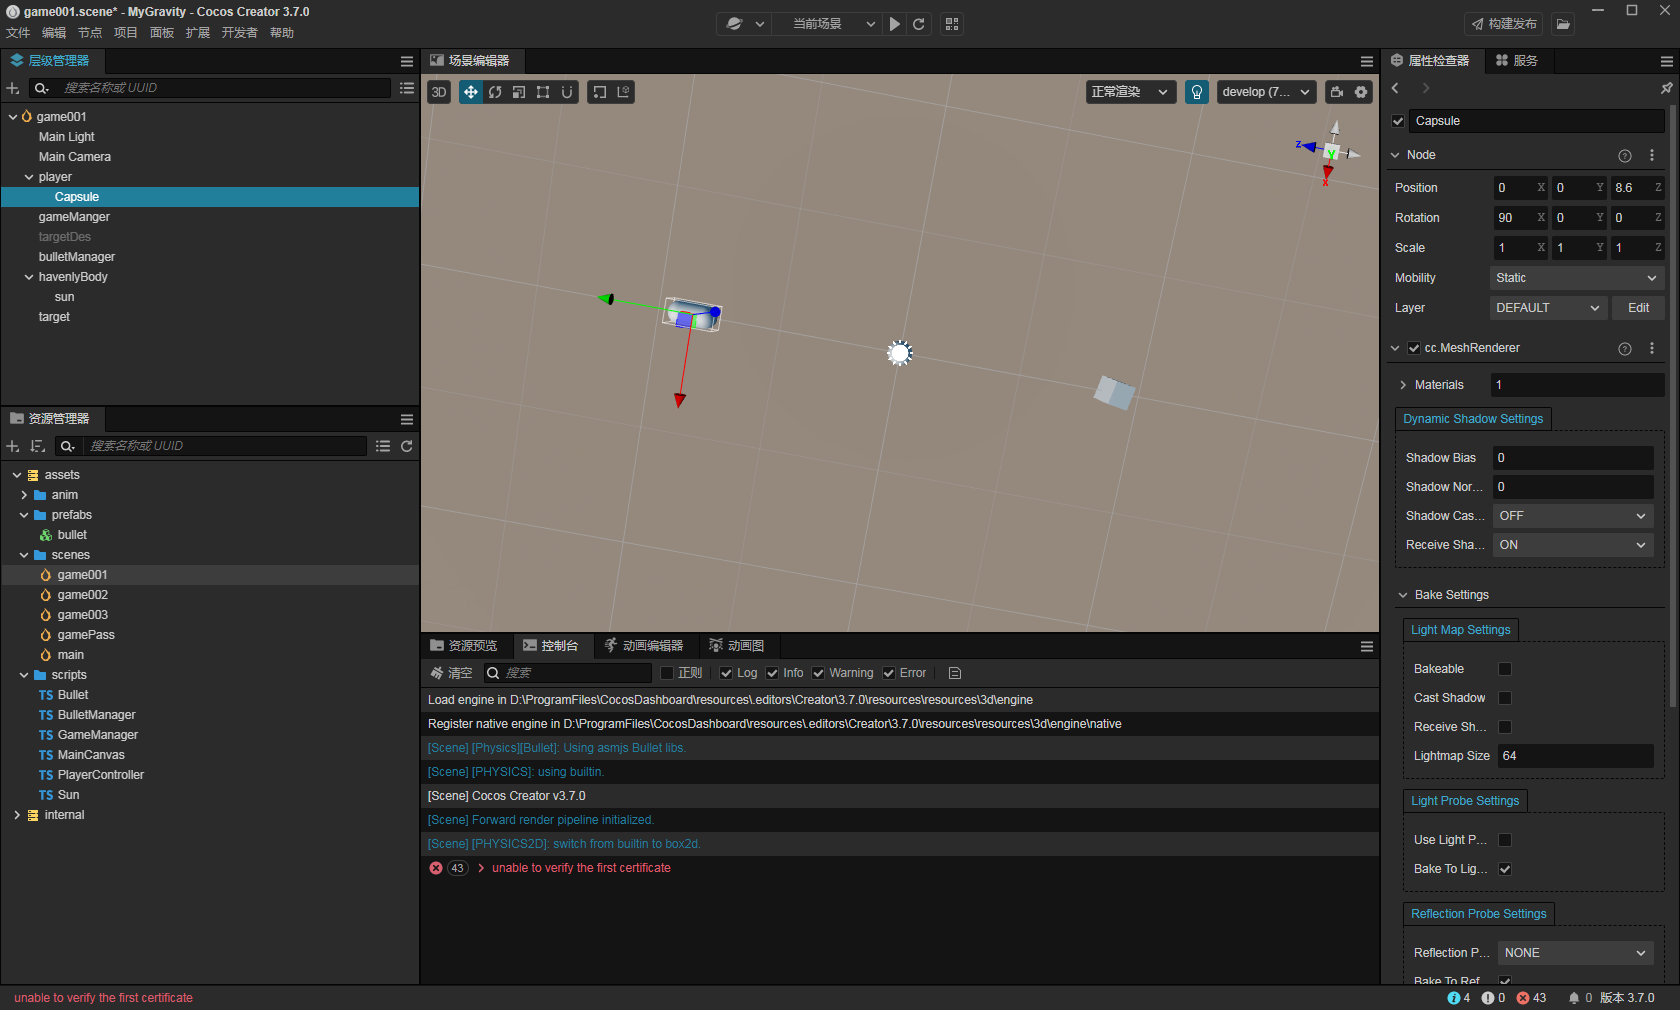 game001.scene* - MyGravity - Cocos Creator 3.7.0
文件 编辑 节点 项目 面板 扩展 开发者 帮助
当前场景
构建发布
层级管理器
搜索名称或 UUID
game001
Main Light
Main Camera
player
Capsule
gameManger
targetDes
bulletManager
havenlyBody
sun
target
资源管理器
搜索名称或 UUID
assets
anim
prefabs
bullet
scenes
game001
game002
game003
gamePass
main
scripts
TS Bullet
TS BulletManager
TS GameManager
TS MainCanvas
TS PlayerController
TS Sun
internal
场景编辑器
3D
正常渲染
develop (7...
Z
Y
X
资源预览 控制台 动画编辑器 动画图
清空 搜索 正则 Log Info Warning Error
Load engine in D:\ProgramFiles\CocosDashboard\resources\.editors\Creator\3.7.0\resources\resources\3d\engine
Register native engine in D:\ProgramFiles\CocosDashboard\resources\.editors\Creator\3.7.0\resources\resources\3d\engine\native
[Scene] [Physics][Bullet]: Using asmjs Bullet libs.
[Scene] [PHYSICS]: using builtin.
[Scene] Cocos Creator v3.7.0
[Scene] Forward render pipeline initialized.
[Scene] [PHYSICS2D]: switch from builtin to box2d.
43 unable to verify the first certificate
属性检查器 服务
Capsule
Node
Position 0 X 0 Y 8.6 Z
Rotation 90 X 0 Y 0 Z
Scale 1 X 1 Y 1 Z
Mobility Static
Layer DEFAULT Edit
cc.MeshRenderer
Materials 1
Dynamic Shadow Settings
Shadow Bias 0
Shadow Nor... 0
Shadow Cas... OFF
Receive Sha... ON
Bake Settings
Light Map Settings
Bakeable
Cast Shadow
Receive Sh...
Lightmap Size 64
Light Probe Settings
Use Light P...
Bake To Lig...
Reflection Probe Settings
Reflection P... NONE
Bake To Ref...
unable to verify the first certificate
4 0 43 0 版本 3.7.0